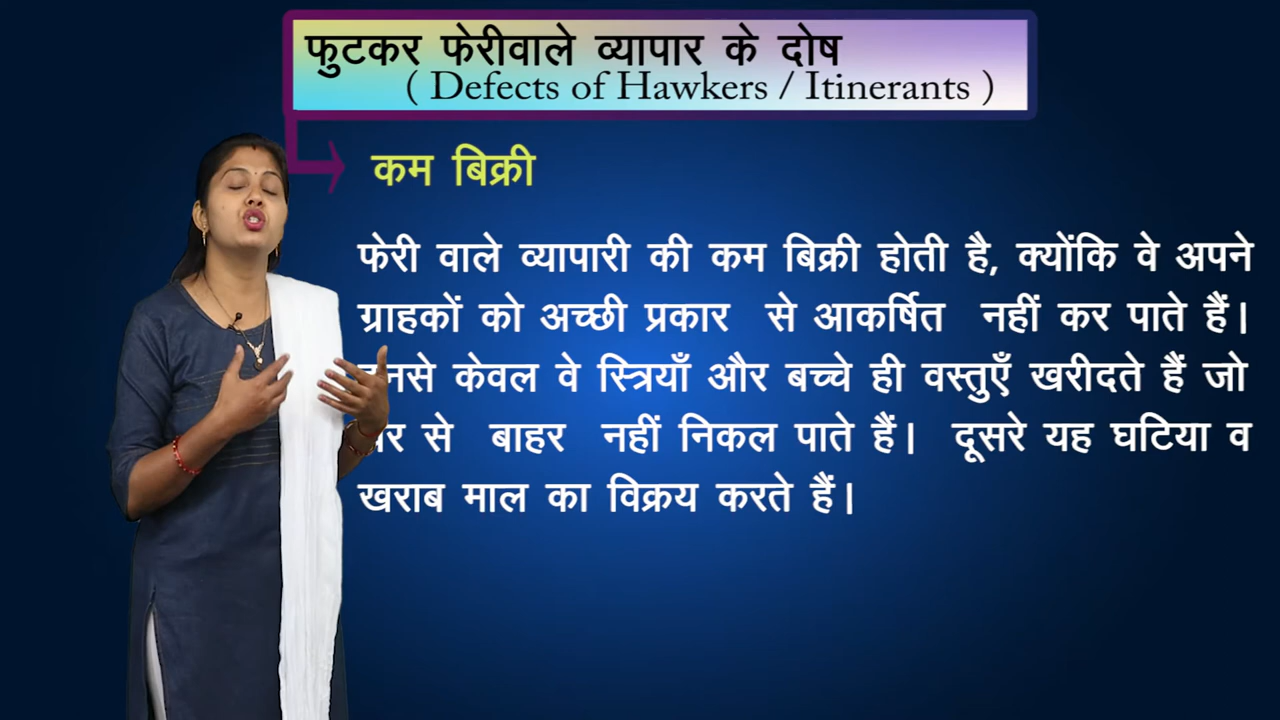 फुटकर फेरीवाले व्यापार के दोष
( Defects of Hawkers / Itinerants )
कम बिक्री
फेरी वाले व्यापारी की कम बिक्री होती है, क्योंकि वे अपने
ग्राहकों को अच्छी प्रकार से आकर्षित नहीं कर पाते हैं।
केवल वे स्त्रियाँ और बच्चे ही वस्तुएँ खरीदते हैं जो
से बाहर नहीं निकल पाते हैं। दूसरे यह घटिया व
खराब माल का विक्रय करते हैं।